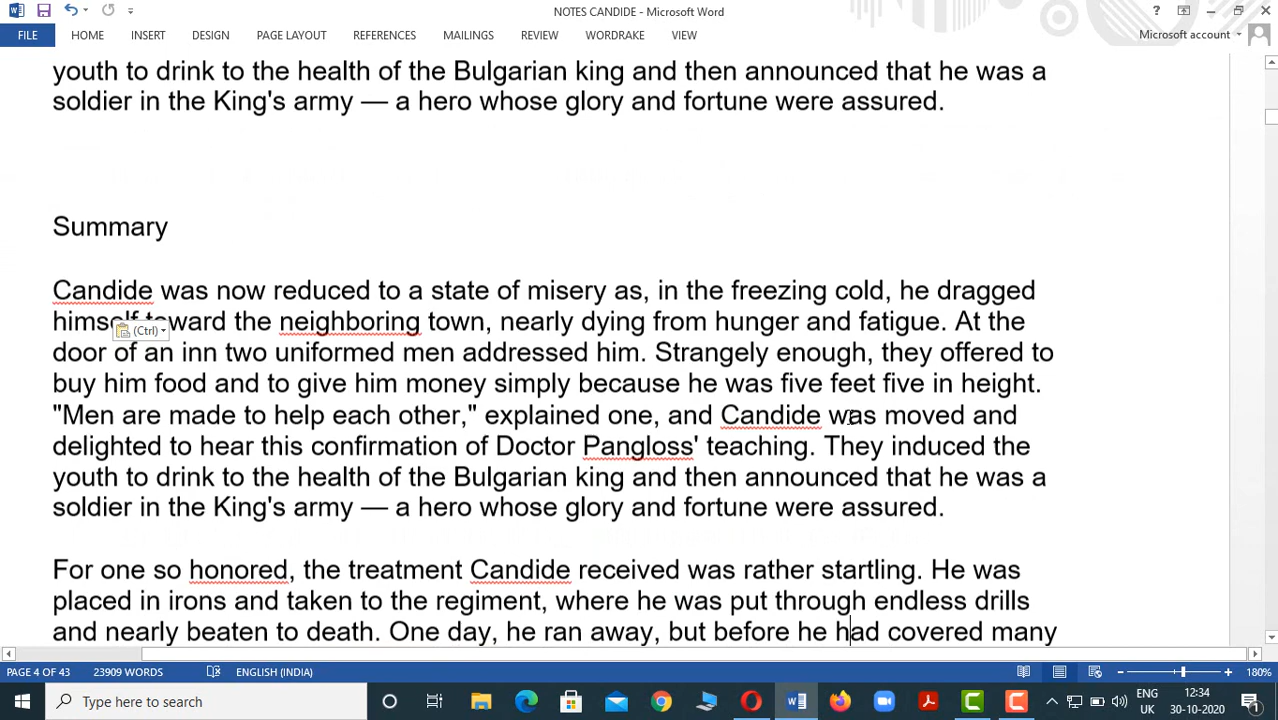 NOTES CANDIDE - Microsoft Word
?
FILE HOME INSERT DESIGN PAGE LAYOUT REFERENCES MAILINGS REVIEW WORDRAKE VIEW Microsoft account
youth to drink to the health of the Bulgarian king and then announced that he was a
soldier in the King's army — a hero whose glory and fortune were assured.
Summary
Candide was now reduced to a state of misery as, in the freezing cold, he dragged
himself toward the neighboring town, nearly dying from hunger and fatigue. At the
(Ctrl)
door of an inn two uniformed men addressed him. Strangely enough, they offered to
buy him food and to give him money simply because he was five feet five in height.
"Men are made to help each other," explained one, and Candide was moved and
delighted to hear this confirmation of Doctor Pangloss' teaching. They induced the
youth to drink to the health of the Bulgarian king and then announced that he was a
soldier in the King's army — a hero whose glory and fortune were assured.
For one so honored, the treatment Candide received was rather startling. He was
placed in irons and taken to the regiment, where he was put through endless drills
and nearly beaten to death. One day, he ran away, but before he had covered many
PAGE 4 OF 43 23909 WORDS ENGLISH (INDIA) 180%
Type here to search ENG 12:34
UK 30-10-2020 1